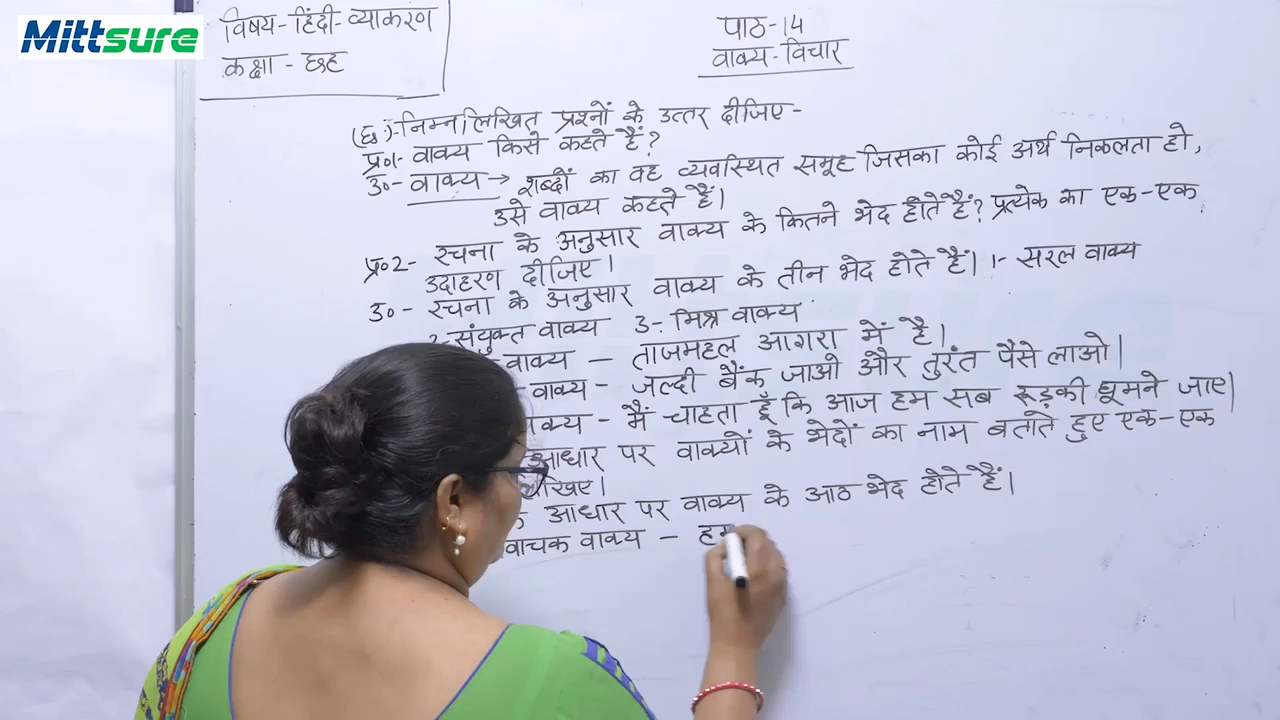 Mittsure
विषय-हिंदी-व्याकरण
कक्षा - छह
पाठ-14
वाक्य-विचार
(छ)-निम्नलिखित प्रश्नों के उत्तर दीजिए-
प्र०1- वाक्य किसे कहते हैं?
उ०- वाक्य → शब्दों का वह व्यवस्थित समूह जिसका कोई अर्थ निकलता हो,
उसे वाक्य कहते हैं।
प्र०2- रचना के अनुसार वाक्य के कितने भेद होते हैं? प्रत्येक का एक-एक
उदाहरण दीजिए।
उ०- रचना के अनुसार वाक्य के तीन भेद होते हैं। 1- सरल वाक्य
2-संयुक्त वाक्य 3- मिश्र वाक्य
वाक्य - ताजमहल आगरा में है।
वाक्य- जल्दी बैंक जाओ और तुरंत पैसे लाओ।
वाक्य - मैं चाहता हूँ कि आज हम सब रूड़की घूमने जाए।
आधार पर वाक्यों के भेदों का नाम बताते हुए एक-एक
खिए।
के आधार पर वाक्य के आठ भेद होते हैं।
वाचक वाक्य - हम